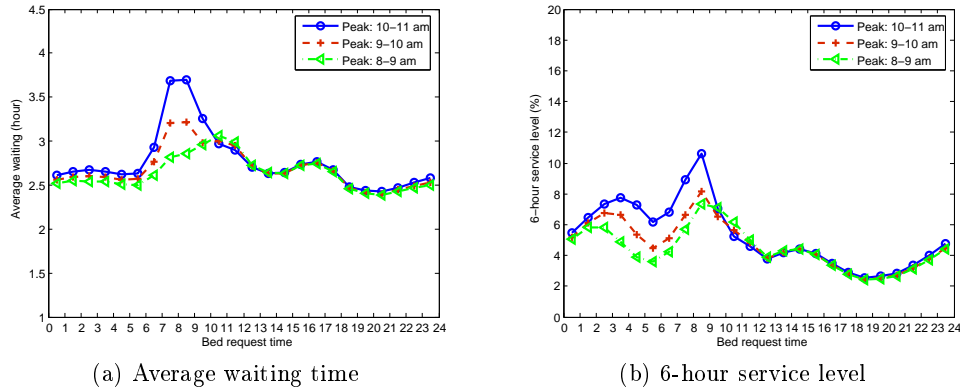 4.5
4
3.5
3
2.5
2
1.5
1
Average waiting (hour)
Peak: 10−11 am
Peak: 9−10 am
Peak: 8−9 am
0 1 2 3 4 5 6 7 8 9 10 11 12 13 14 15 16 17 18 19 20 21 22 23 24
Bed request time
(a) Average waiting time
20
18
16
14
12
10
8
6
4
2
0
6−hour service level (%)
Peak: 10−11 am
Peak: 9−10 am
Peak: 8−9 am
0 1 2 3 4 5 6 7 8 9 10 11 12 13 14 15 16 17 18 19 20 21 22 23 24
Bed request time
(b) 6-hour service level